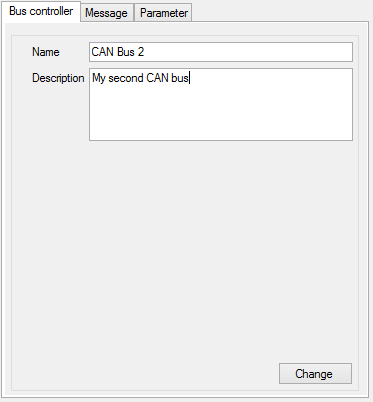 Bus controller Message Parameter
Name CAN Bus 2
Description My second CAN bus
Change